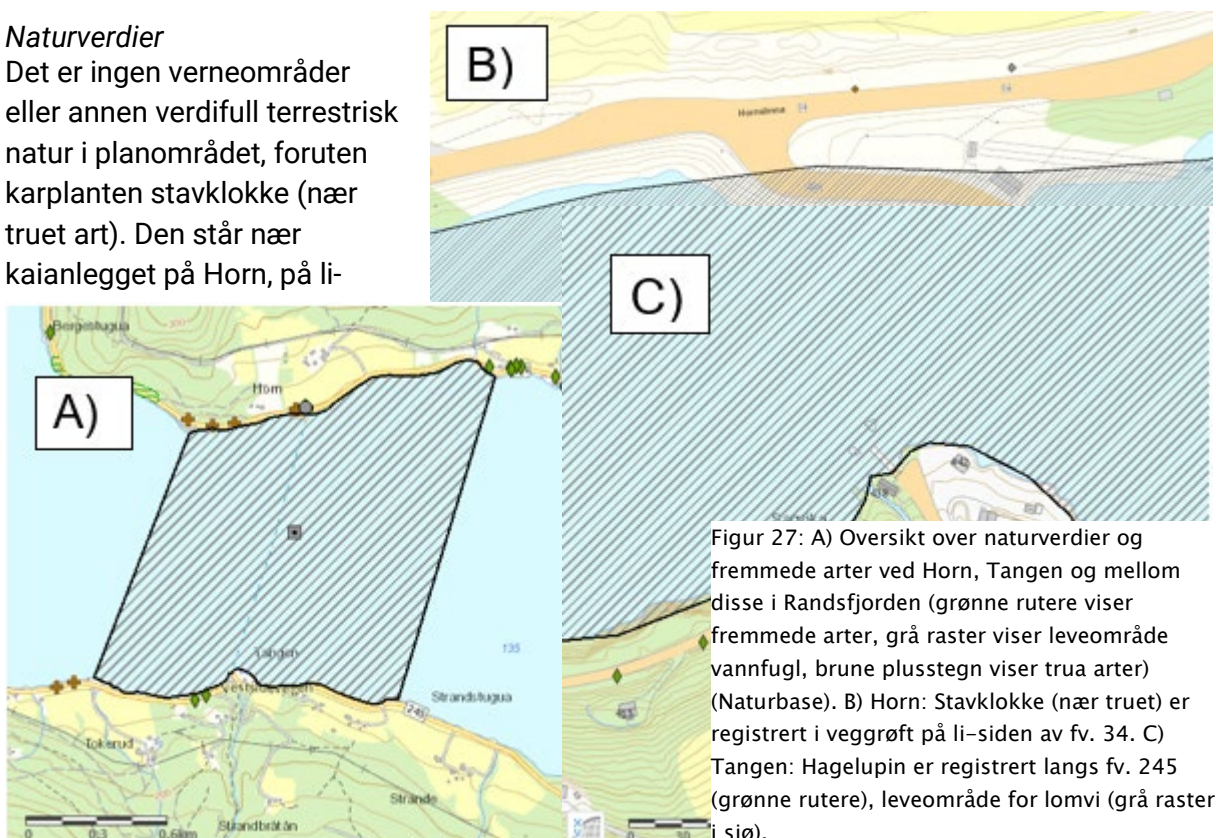 Naturverdier
Det er ingen verneområder
eller annen verdifull terrestrisk
natur i planområdet, foruten
karplanten stavklokke (nær
truet art). Den står nær
kaianlegget på Horn, på li-
B)
C)
A)
Bergestugua
300
Horn
Tangen
135
Strandstugua
245
Tokerud
Strande
Strandbråtån
0 0,3 0,6km
0 30
Figur 27: A) Oversikt over naturverdier og
fremmede arter ved Horn, Tangen og mellom
disse i Randsfjorden (grønne rutere viser
fremmede arter, grå raster viser leveområde
vannfugl, brune plusstegn viser trua arter)
(Naturbase). B) Horn: Stavklokke (nær truet) er
registrert i veggrøft på li-siden av fv. 34. C)
Tangen: Hagelupin er registrert langs fv. 245
(grønne rutere), leveområde for lomvi (grå raster
i sjø).